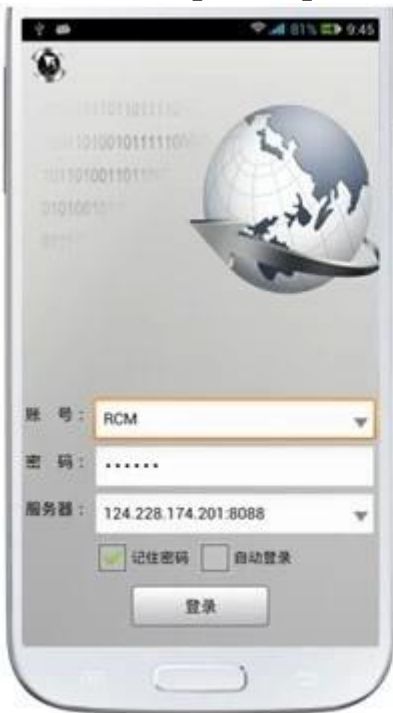 81% 9:45
账 号：
RCM
密 码：
······
服务器：
124.228.174.201:8088
记住密码 自动登录
登录